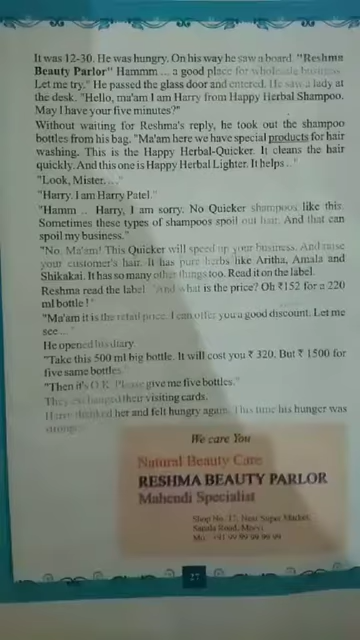 It was 12-30. He was hungry. On his way he saw a board "Reshma
Beauty Parlor" Hammm ... a good place for wholesale business
Let me try." He passed the glass door and entered. He saw a lady at
the desk. "Hello, ma'am I am Harry from Happy Herbal Shampoo.
May I have your five minutes?"
Without waiting for Reshma's reply, he took out the shampoo
bottles from his bag. "Ma'am here we have special products for hair
washing. This is the Happy Herbal-Quicker. It cleans the hair
quickly. And this one is Happy Herbal Lighter. It helps .."
"Look, Mister...."
"Harry. I am Harry Patel."
"Hamm .. Harry, I am sorry. No Quicker shampoos like this.
Sometimes these types of shampoos spoil out hair. And that can
spoil my business."
"No. Ma'am! This Quicker will speed up your business. And raise
your customer's hair. It has pure herbs like Aritha, Amala and
Shikakai. It has so many other things too. Read it on the label.
Reshma read the label. 'And what is the price? Oh ₹152 for a 220
ml bottle!"
"Ma'am it is the retail price. I can offer you a good discount. Let me
see ..."
He opened his diary.
"Take this 500 ml big bottle. It will cost you ₹ 320. But ₹ 1500 for
five same bottles."
"Then it's O.K. Please give me five bottles."
They exchanged their visiting cards.
Harry thanked her and felt hungry again. This time his hunger was
We care You
Natural Beauty Care
RESHMA BEAUTY PARLOR
Mahendi Specialist
Shop No. 17, Near Super Market,
Sanala Road, Morvi
Mo. +91 99 99 99 99 99
27